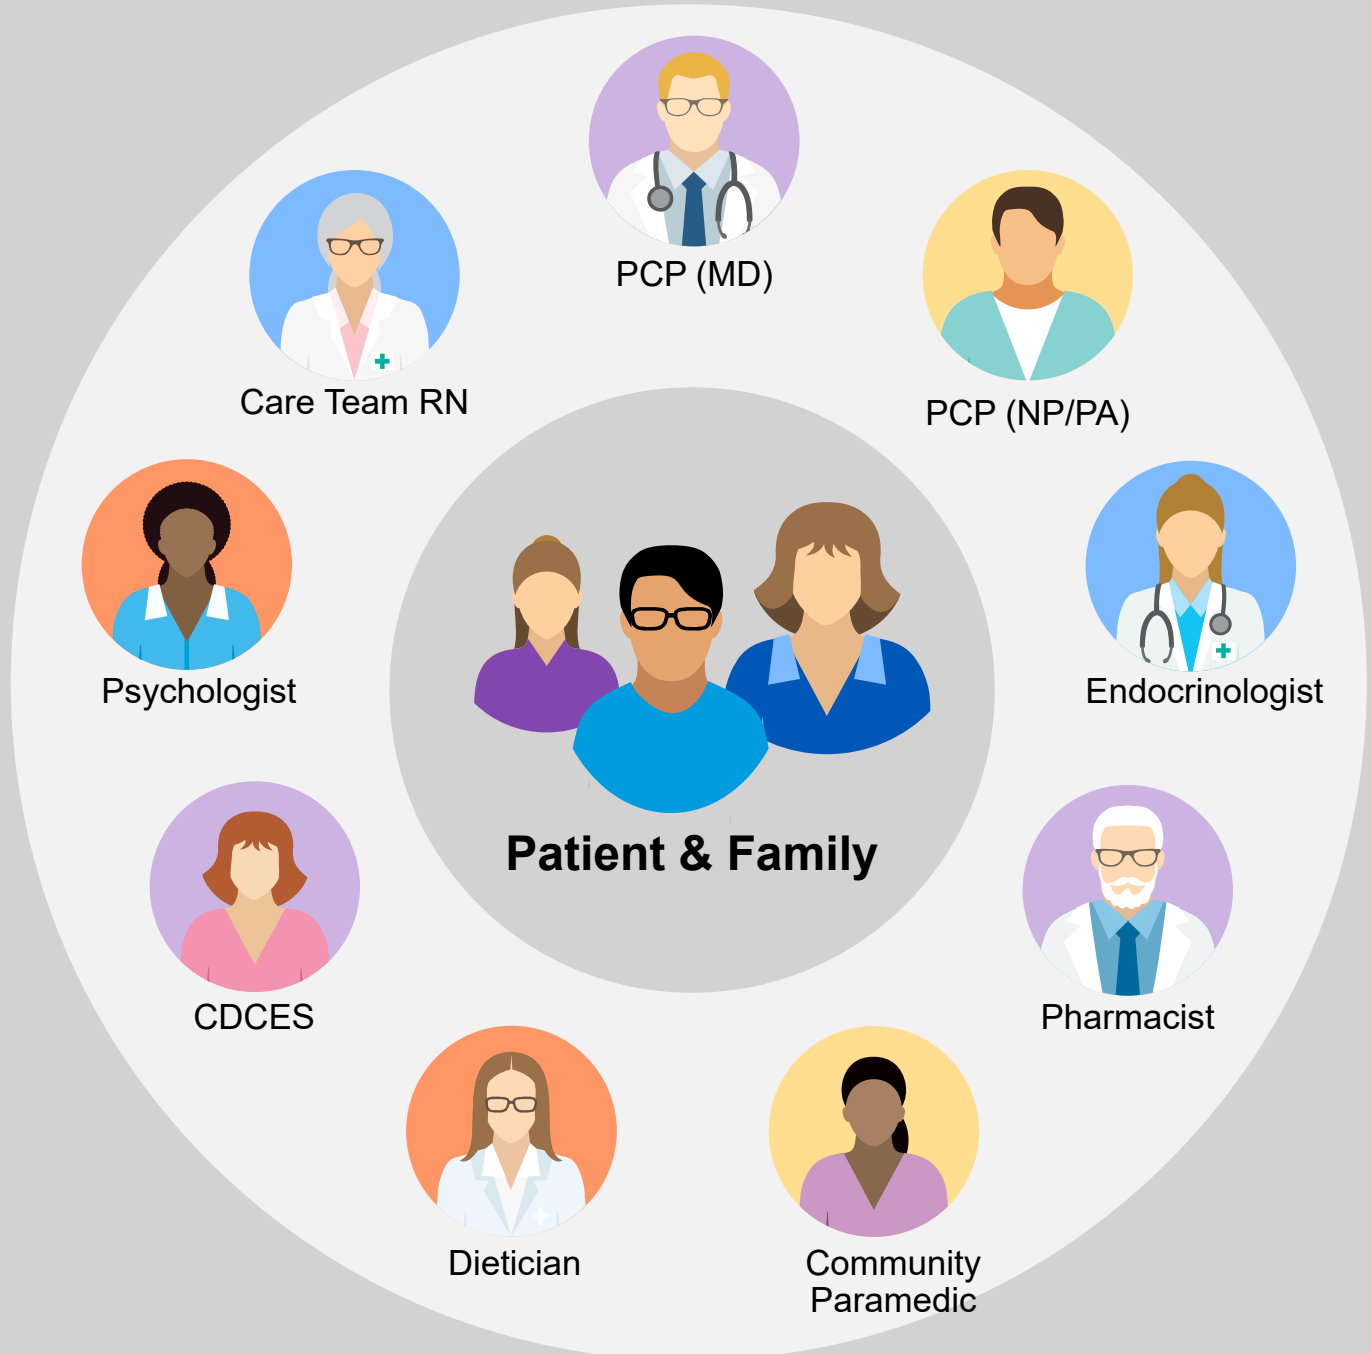 PCP (MD)
PCP (NP/PA)
Care Team RN
Psychologist
Endocrinologist
Patient & Family
CDCES
Pharmacist
Dietician
Community
Paramedic